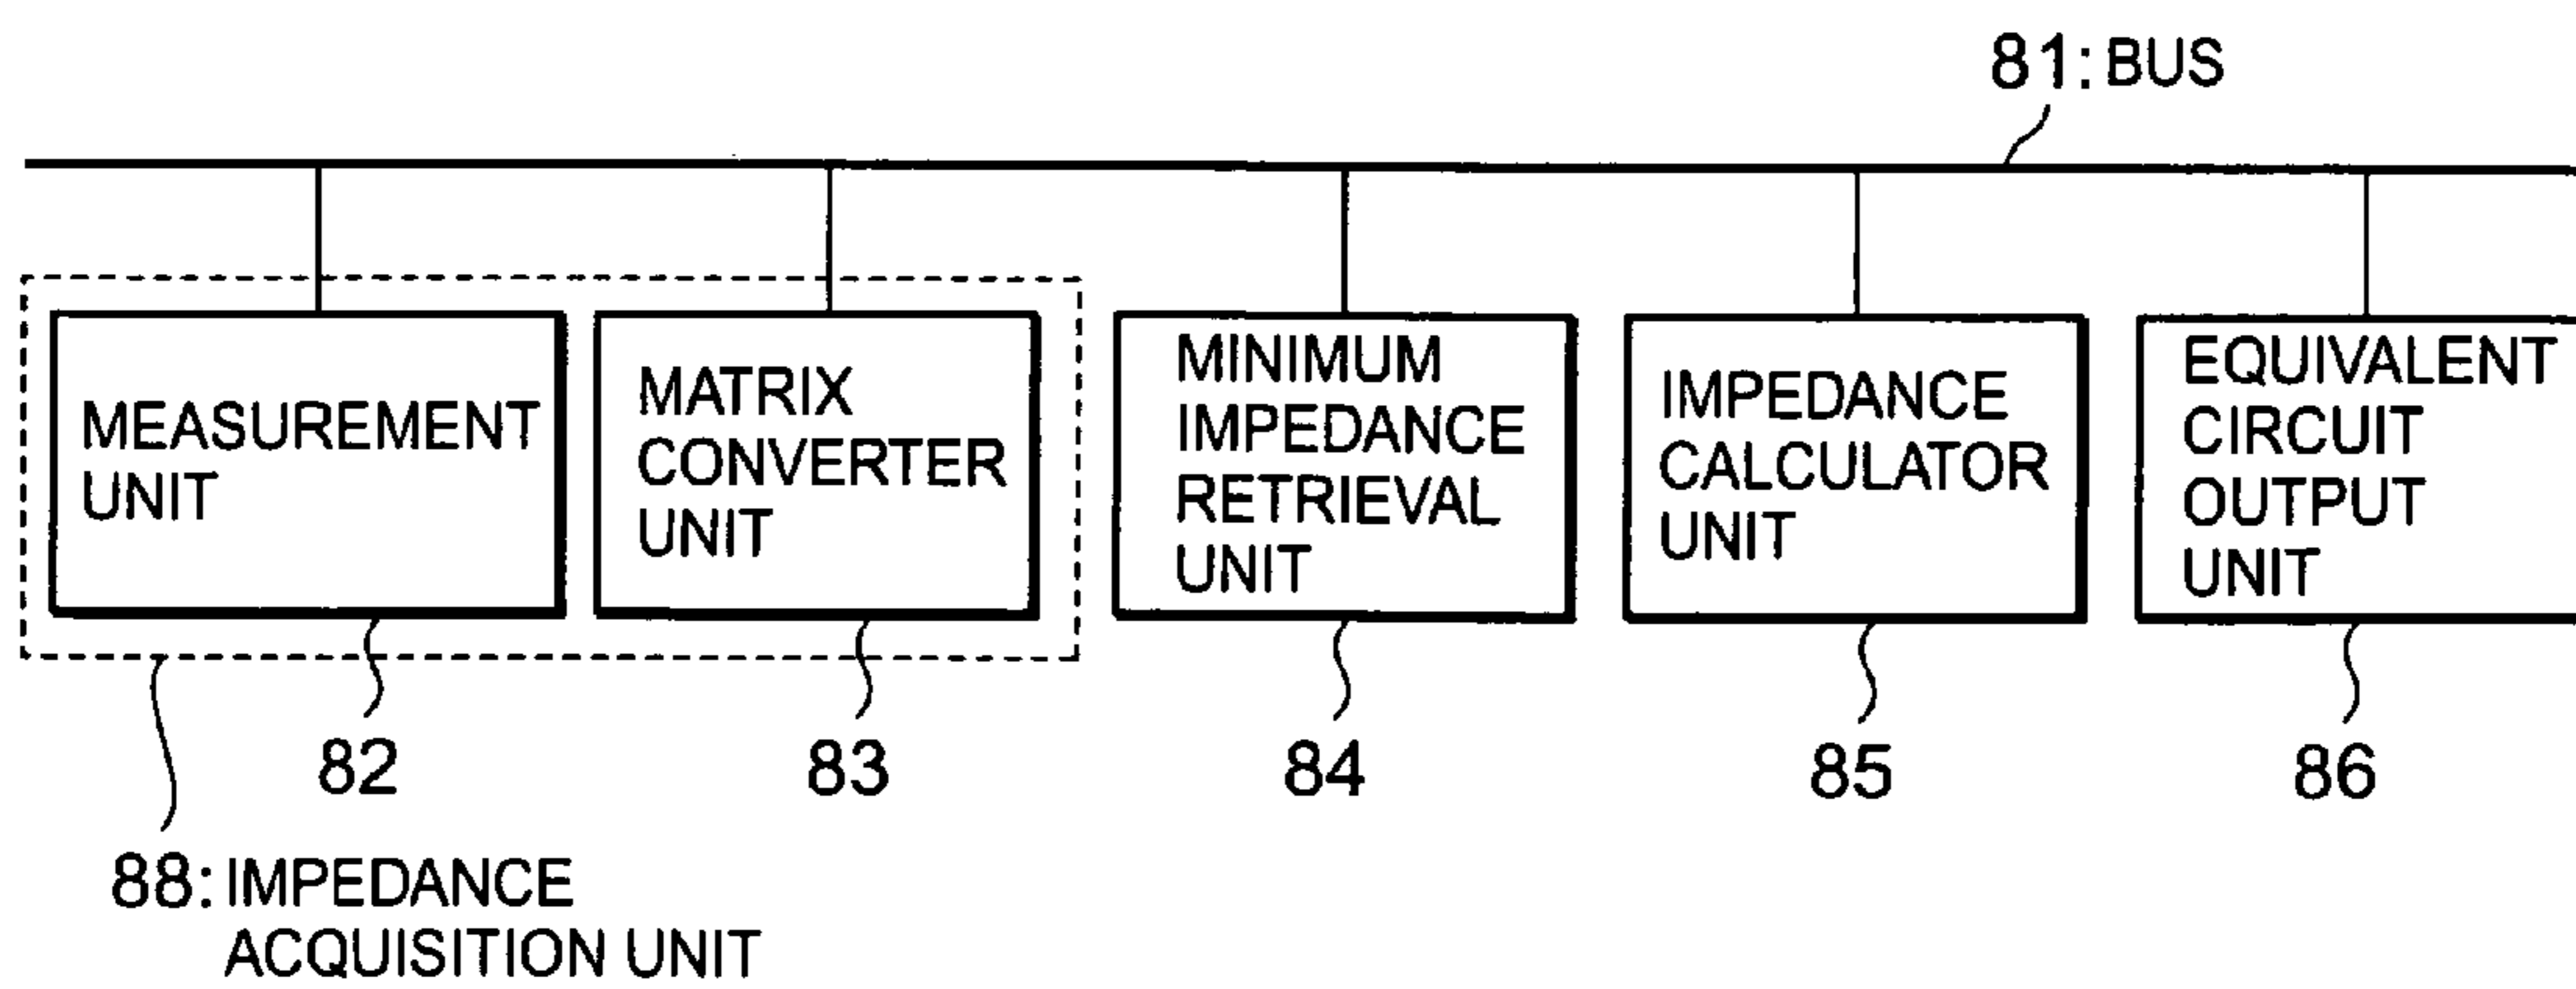 81: BUS
MEASUREMENT
UNIT
MATRIX
CONVERTER
UNIT
MINIMUM
IMPEDANCE
RETRIEVAL
UNIT
IMPEDANCE
CALCULATOR
UNIT
EQUIVALENT
CIRCUIT
OUTPUT
UNIT
82
83
84
85
86
88: IMPEDANCE
ACQUISITION UNIT